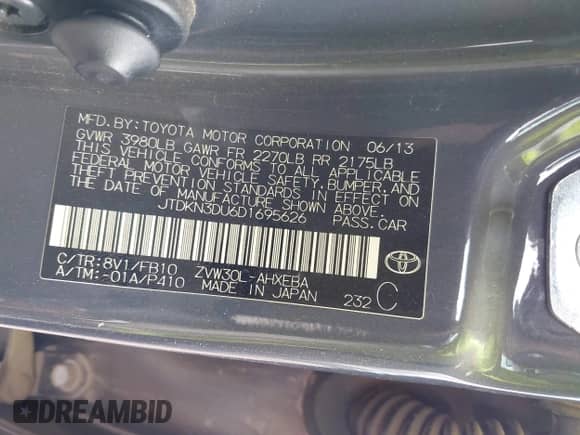 MFD. BY: TOYOTA MOTOR CORPORATION 06/13
GVWR 3980LB GAWR FR 2270LB RR 2175LB
THIS VEHICLE CONFORMS TO ALL APPLICABLE
FEDERAL MOTOR VEHICLE SAFETY, BUMPER, AND
THEFT PREVENTION STANDARDS IN EFFECT ON
THE DATE OF MANUFACTURE SHOWN ABOVE.
JTDKN3DU6D1695626 PASS. CAR
C/TR: 8V1/FB10 ZVW30L-AHXEBA
A/TM: -01A/P410 MADE IN JAPAN 232 C
TOYOTA
DREAMBID